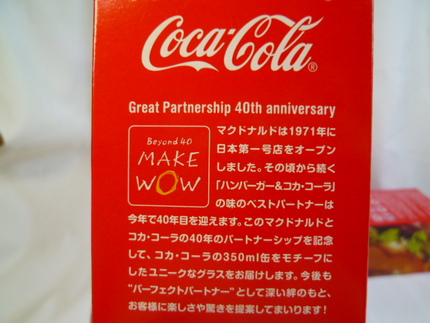 Coca-Cola®
Great Partnership 40th anniversary
Beyond 40
MAKE
WOW
マクドナルドは1971年に
日本第一号店をオープン
しました。その頃から続く
「ハンバーガー&コカ・コーラ」
の味のベストパートナーは
今年で40年目を迎えます。このマクドナルドと
コカ・コーラの40年のパートナーシップを記念
して、コカ・コーラの350ml缶をモチーフに
したユニークなグラスをお届けします。今後も
“パーフェクトパートナー”として深い絆のもと、
お客様に楽しさや驚きを提案してまいります!